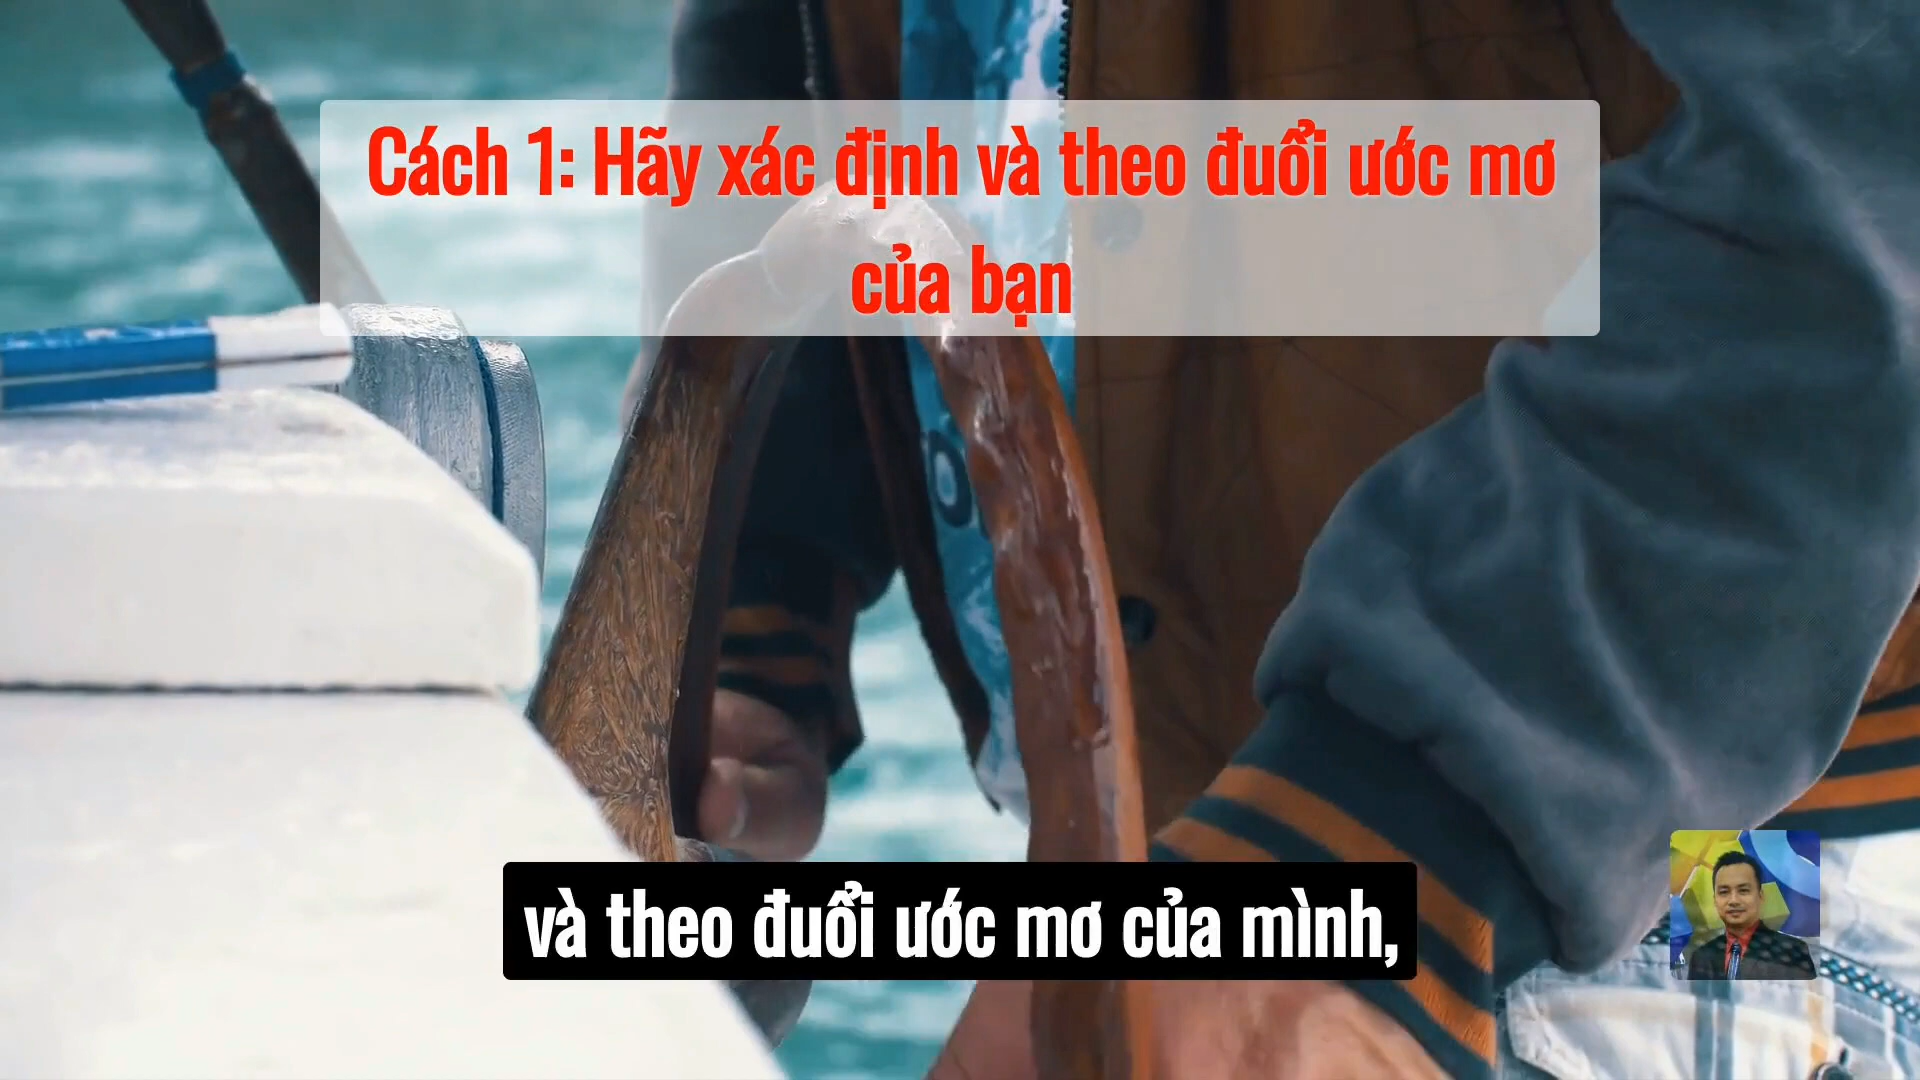 Cách 1: Hãy xác định và theo đuổi ước mơ
của bạn
và theo đuổi ước mơ của mình,